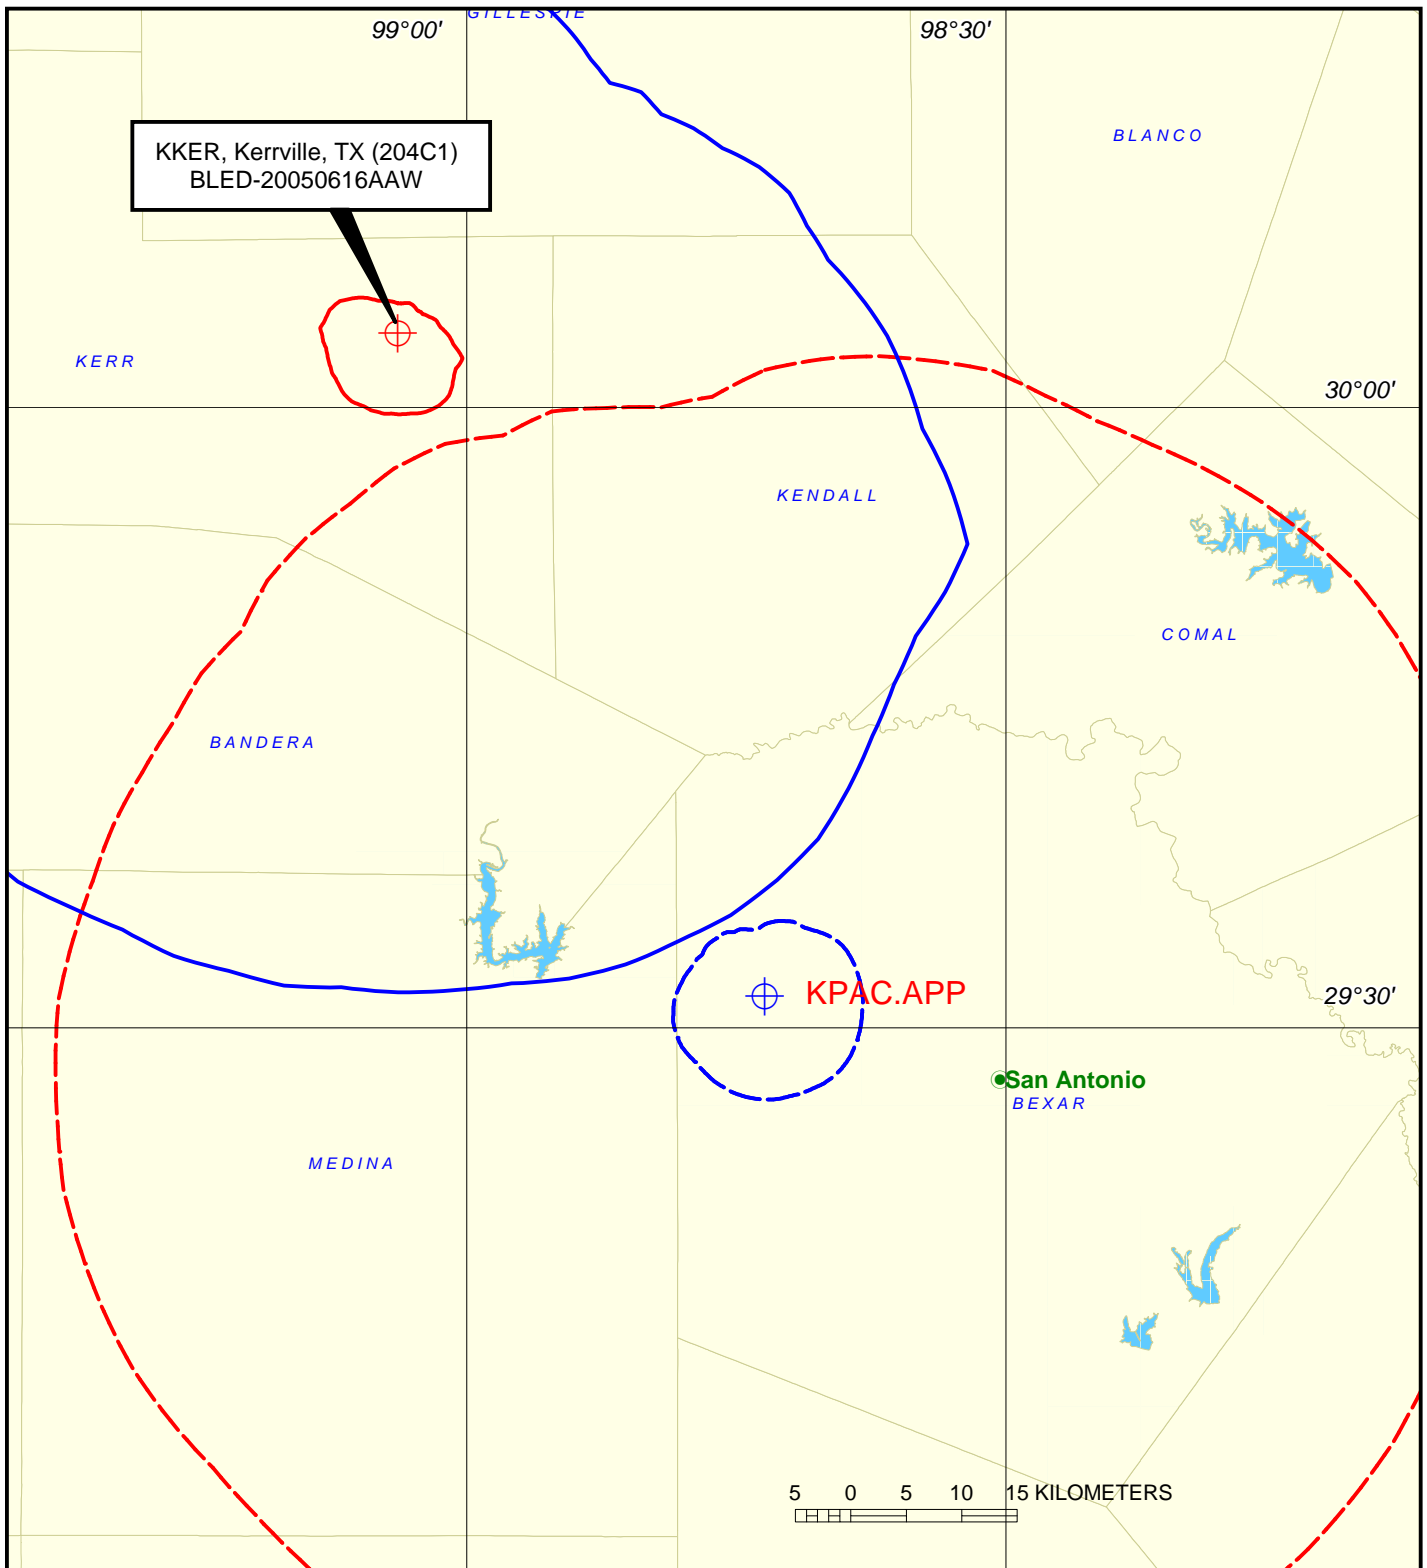 GILLESPIE
99°00'
98°30'
BLANCO
KKER, Kerrville, TX (204C1)
BLED-20050616AAW
KERR
30°00'
KENDALL
COMAL
BANDERA
KPAC.APP
29°30'
San Antonio
BEXAR
MEDINA
5 0 5 10 15 KILOMETERS